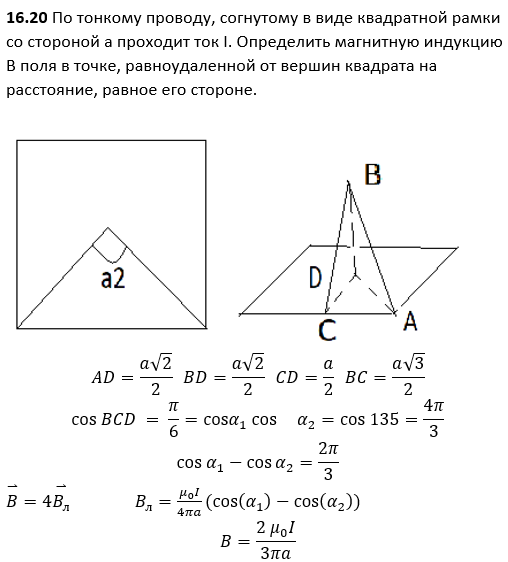 16.20 По тонкому проводу, согнутому в виде квадратной рамки
со стороной а проходит ток I. Определить магнитную индукцию
В поля в точке, равноудаленной от вершин квадрата на
расстояние, равное его стороне.
B
a2
D
C
A
AD = a√2/2 BD = a√2/2 CD = a/2 BC = a√3/2
cos BCD = π/6 = cosα₁ cos α₂ = cos 135 = 4π/3
cos α₁ − cos α₂ = 2π/3
B⃗ = 4B⃗л Bл = μ₀I/4πa (cos(α₁) − cos(α₂))
B = 2 μ₀I/3πa